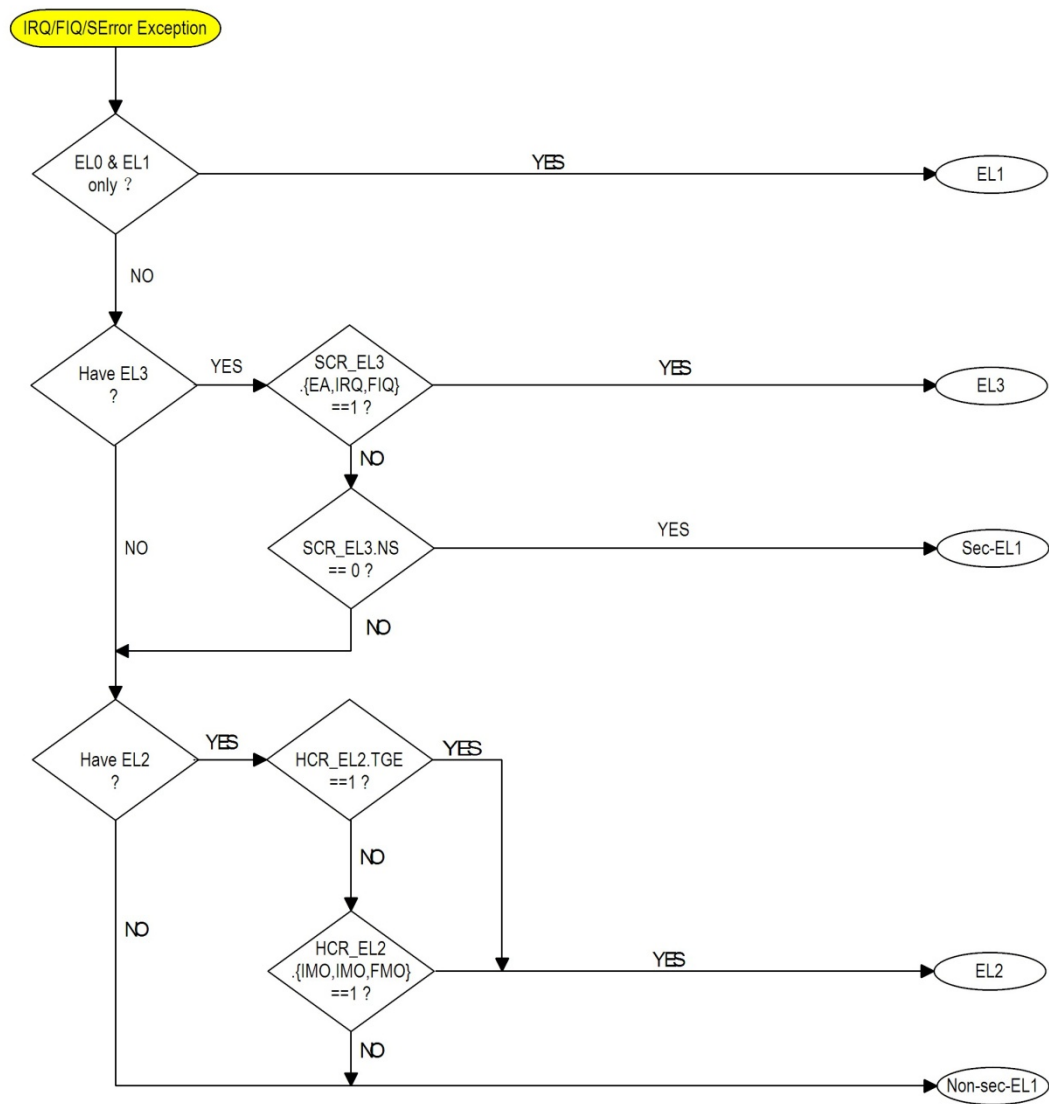 IRQ/FIQ/SError Exception
EL0 & EL1
only ?
YES
EL1
NO
Have EL3
?
YES
SCR_EL3
.{EA,IRQ,FIQ}
==1 ?
YES
EL3
NO
NO
SCR_EL3.NS
== 0 ?
YES
Sec-EL1
NO
Have EL2
?
YES
HCR_EL2.TGE
==1 ?
YES
NO
NO
HCR_EL2
.{IMO,IMO,FMO}
==1 ?
YES
EL2
NO
Non-sec-EL1